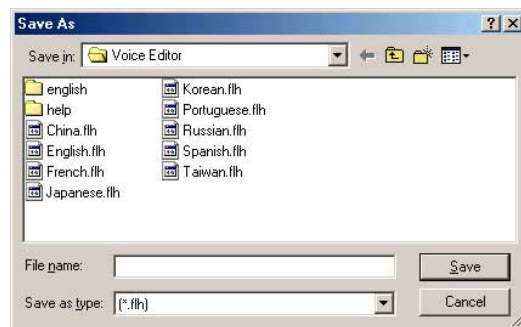 Save As
Save in: Voice Editor
english
help
China.flh
English.flh
French.flh
Japanese.flh
Korean.flh
Portuguese.flh
Russian.flh
Spanish.flh
Taiwan.flh
File name:
Save
Save as type: (*.flh)
Cancel